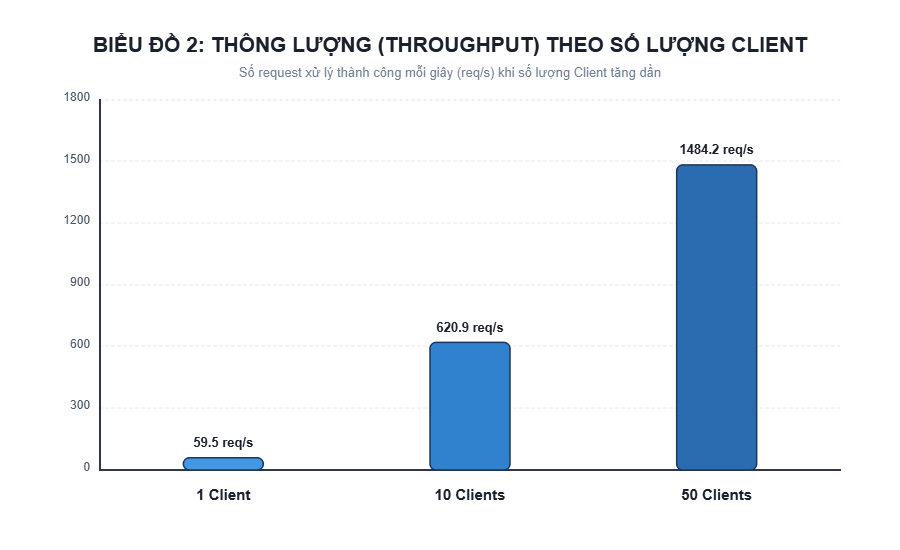 BIỂU ĐỒ 2: THÔNG LƯỢNG (THROUGHPUT) THEO SỐ LƯỢNG CLIENT
Số request xử lý thành công mỗi giây (req/s) khi số lượng Client tăng dần
1800
1500
1200
900
600
300
0
59.5 req/s
620.9 req/s
1484.2 req/s
1 Client
10 Clients
50 Clients